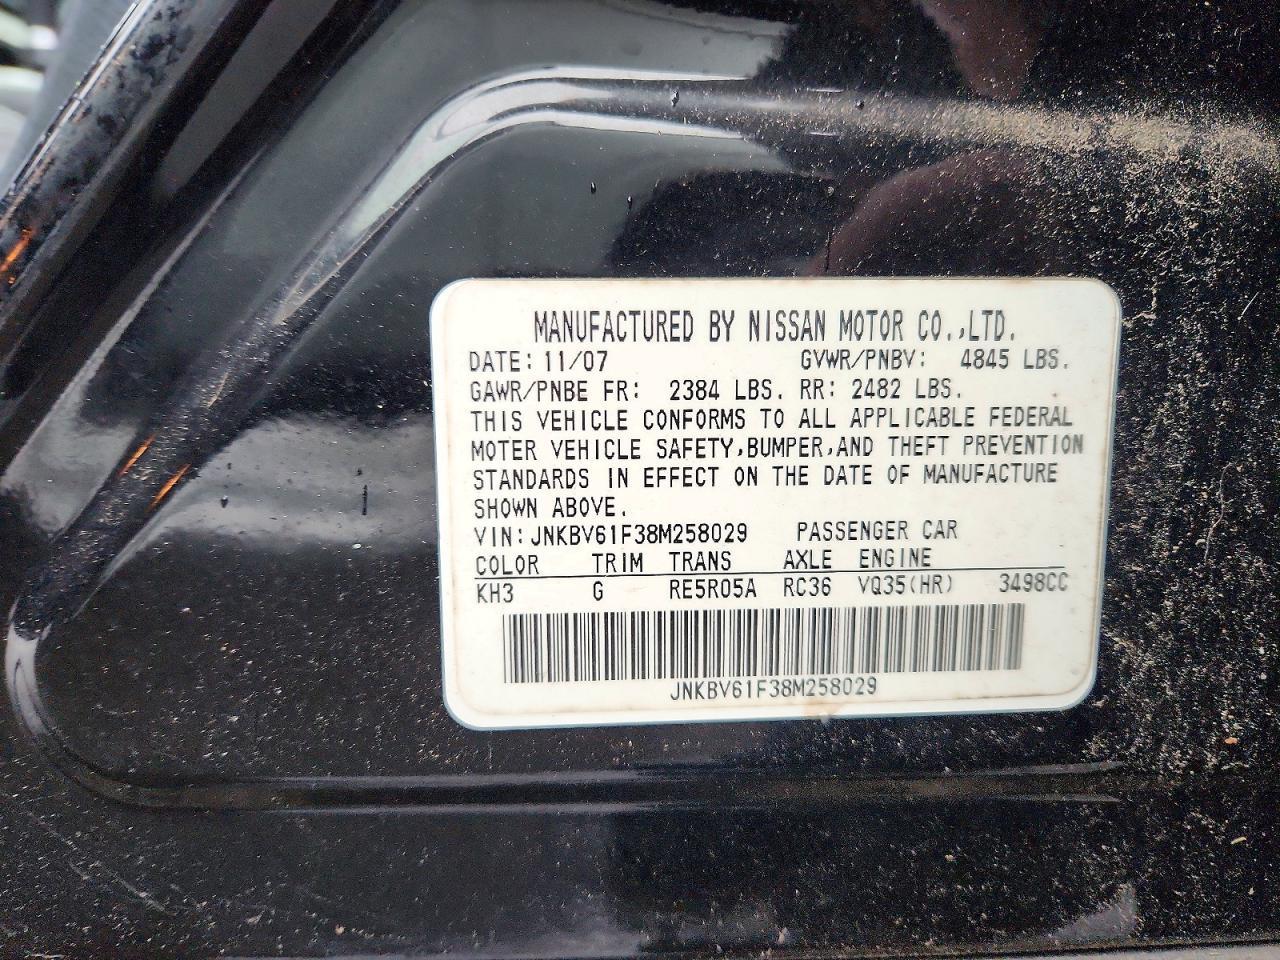 MANUFACTURED BY NISSAN MOTOR CO.,LTD.
DATE: 11/07 GVWR/PNBV: 4845 LBS.
GAWR/PNBE FR: 2384 LBS. RR: 2482 LBS.
THIS VEHICLE CONFORMS TO ALL APPLICABLE FEDERAL
MOTER VEHICLE SAFETY,BUMPER,AND THEFT PREVENTION
STANDARDS IN EFFECT ON THE DATE OF MANUFACTURE
SHOWN ABOVE.
VIN: JNKBV61F38M258029 PASSENGER CAR
COLOR TRIM TRANS AXLE ENGINE
KH3 G RE5R05A RC36 VQ35(HR) 3498CC
JNKBV61F38M258029